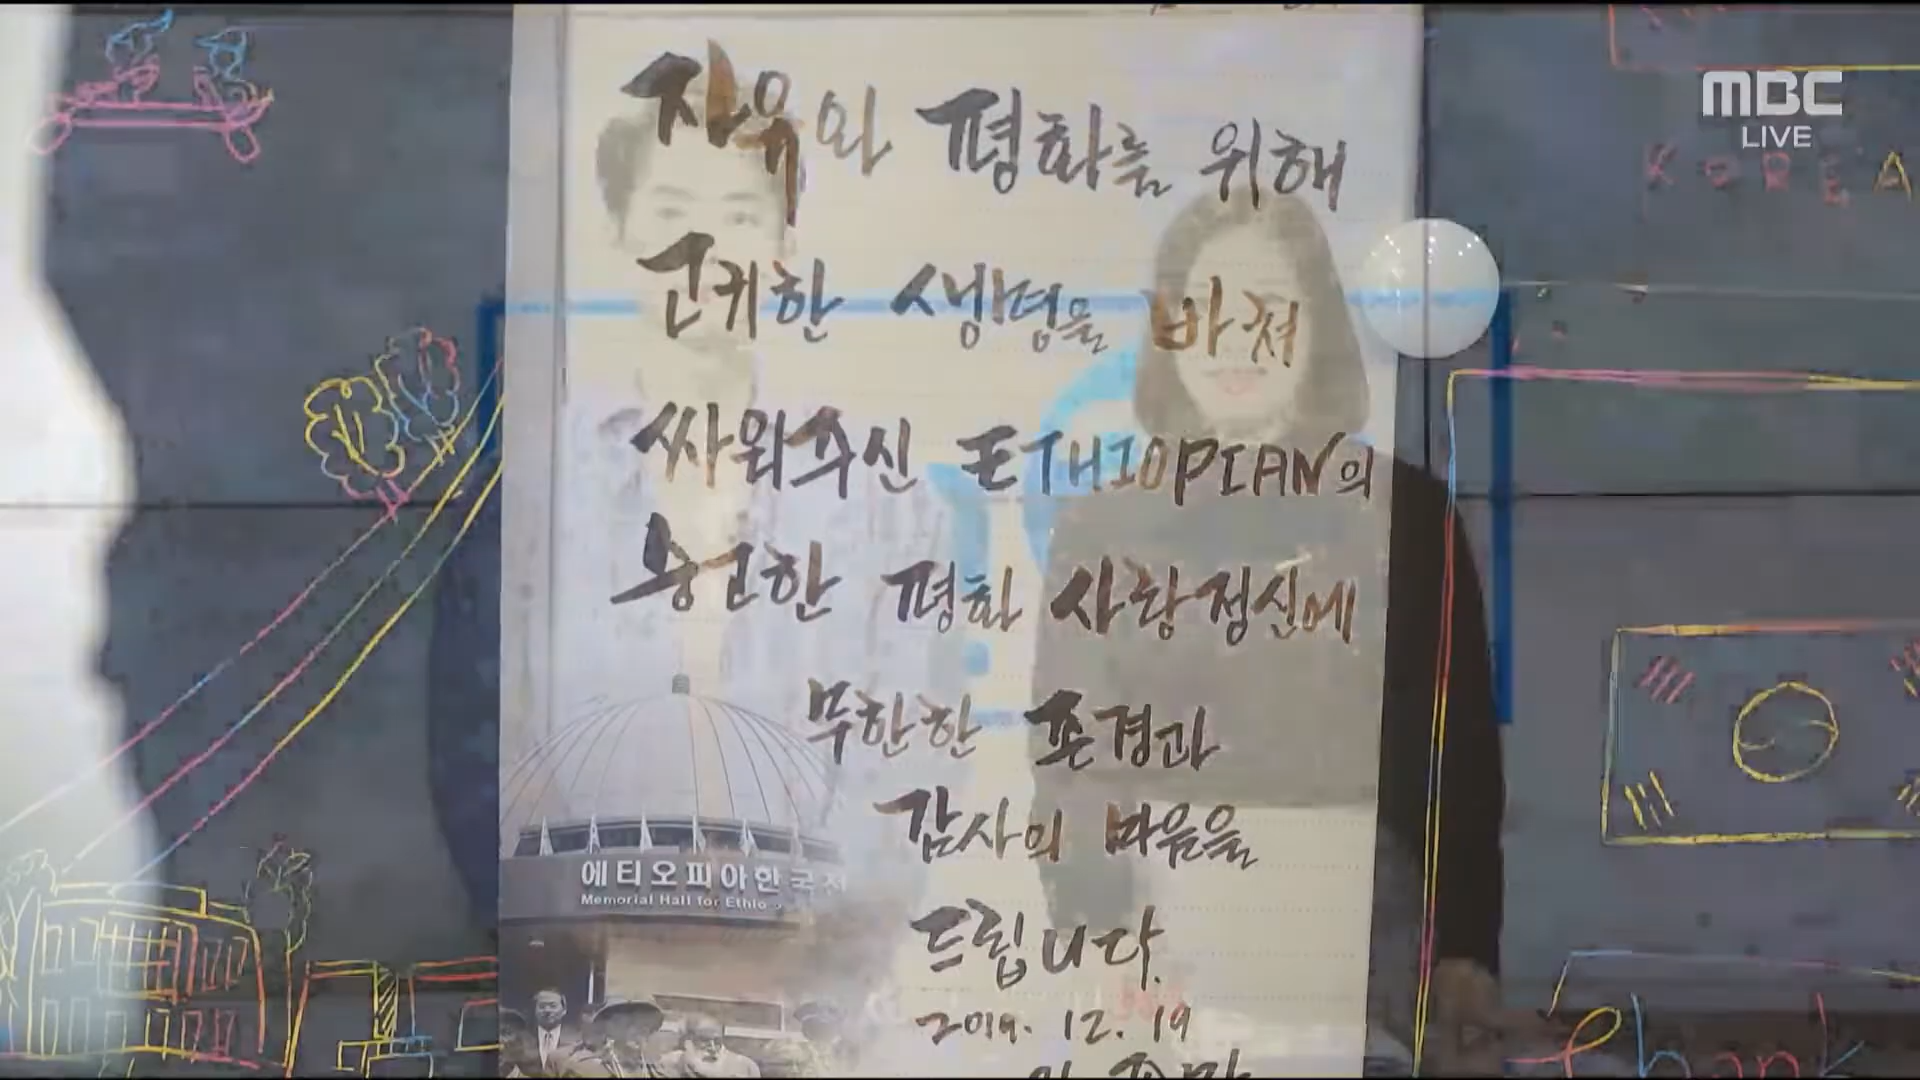 자유와 평화를 위해
고귀한 생명을 바쳐
싸워주신 ETHIOPIAN의
숭고한 평화 사랑정신에
무한한 존경과
감사의 마음을
드립니다.
2019. 12. 19
에티오피아한국전
Memorial Hall for Ethio
MBC
LIVE
KOREA
Thank